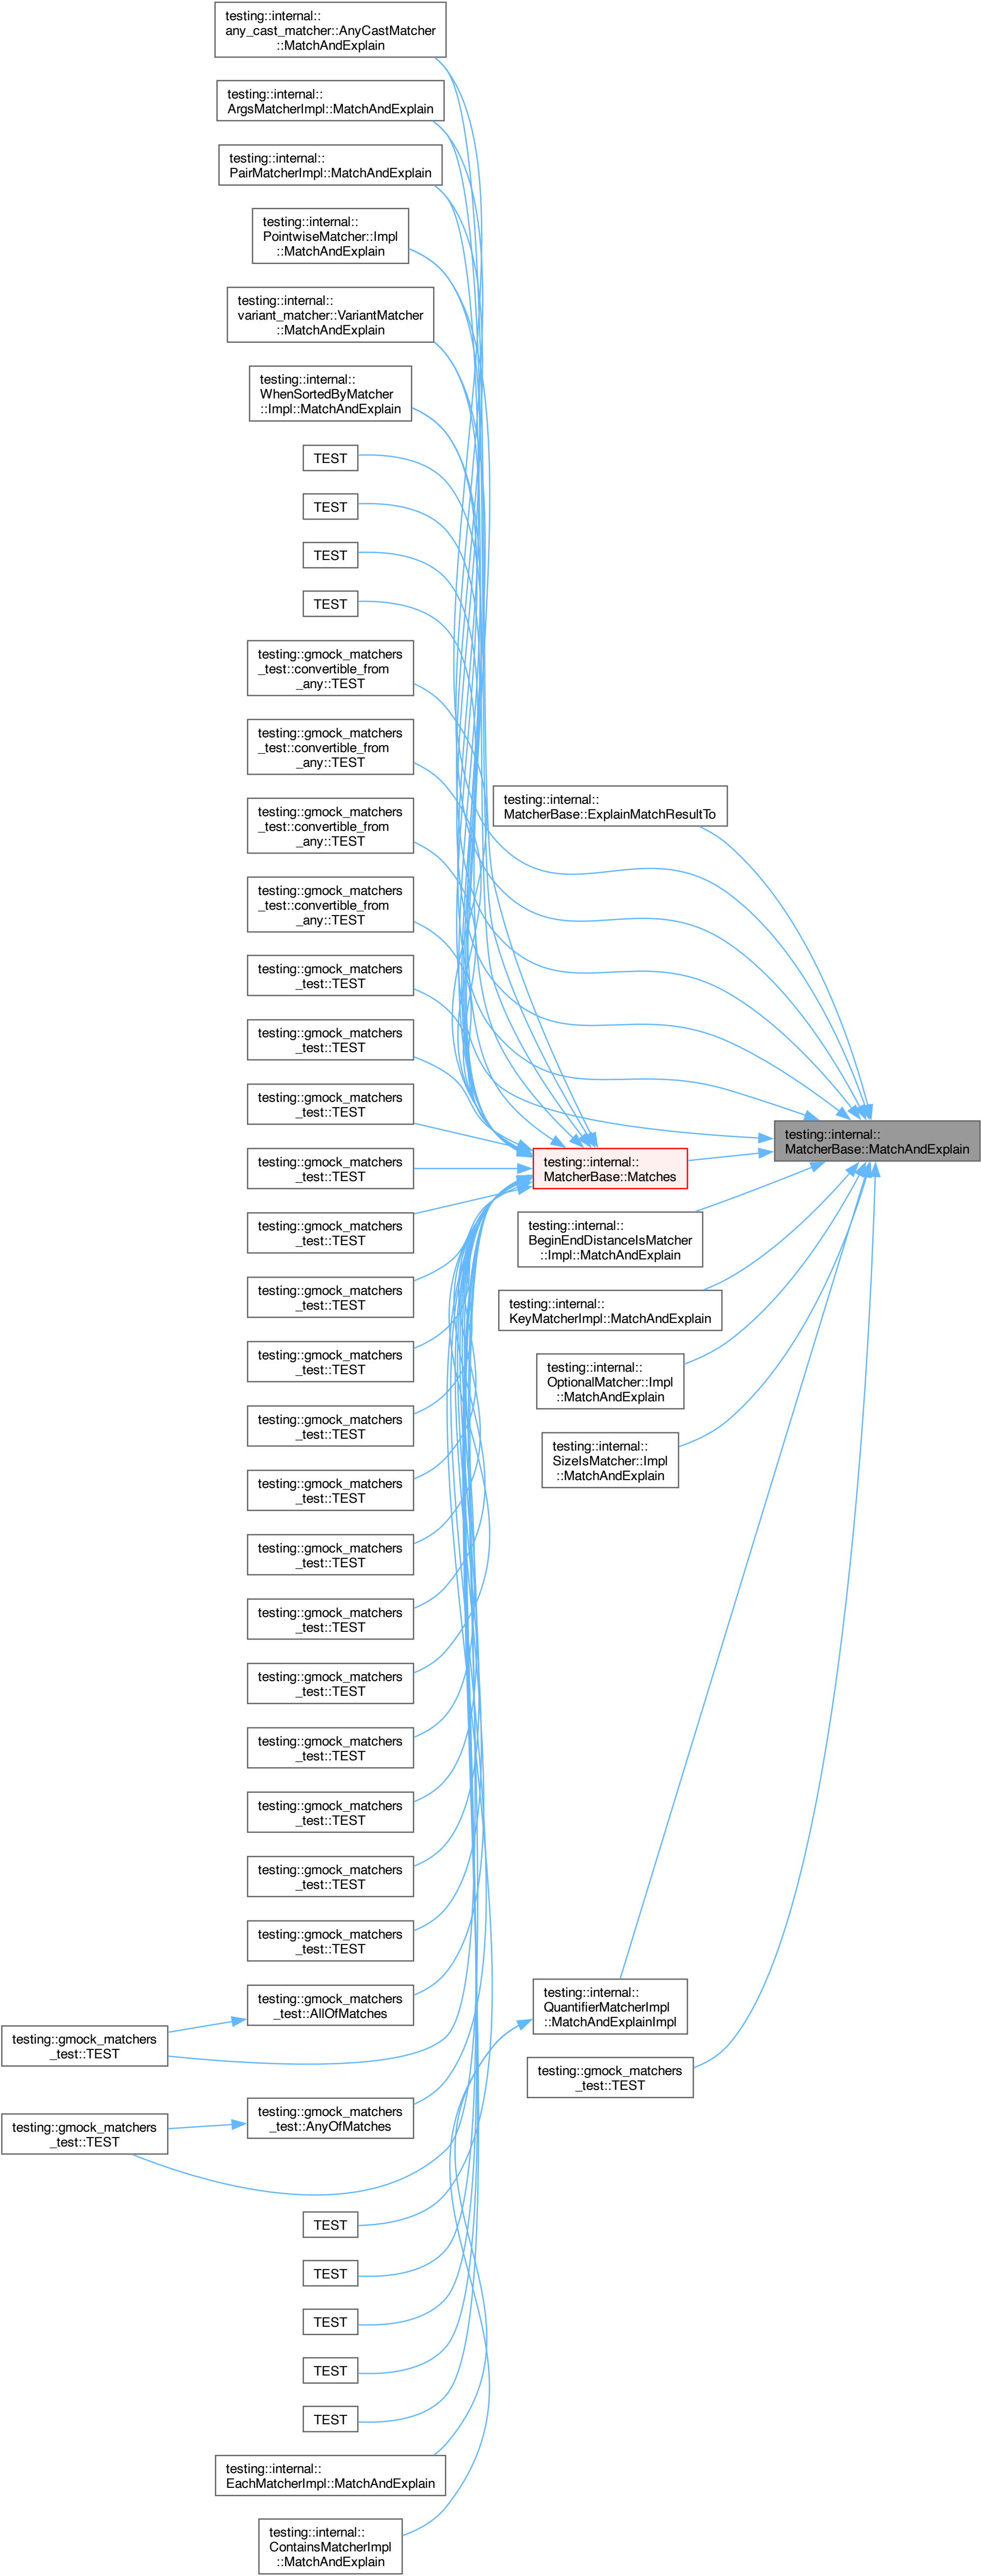 testing::internal::
any_cast_matcher::AnyCastMatcher
::MatchAndExplain
testing::internal::
ArgsMatcherImpl::MatchAndExplain
testing::internal::
PairMatcherImpl::MatchAndExplain
testing::internal::
PointwiseMatcher::Impl
::MatchAndExplain
testing::internal::
variant_matcher::VariantMatcher
::MatchAndExplain
testing::internal::
WhenSortedByMatcher
::Impl::MatchAndExplain
TEST
TEST
TEST
TEST
testing::gmock_matchers
_test::convertible_from
_any::TEST
testing::gmock_matchers
_test::convertible_from
_any::TEST
testing::gmock_matchers
_test::convertible_from
_any::TEST
testing::gmock_matchers
_test::convertible_from
_any::TEST
testing::gmock_matchers
_test::TEST
testing::gmock_matchers
_test::TEST
testing::gmock_matchers
_test::TEST
testing::gmock_matchers
_test::TEST
testing::gmock_matchers
_test::TEST
testing::gmock_matchers
_test::TEST
testing::gmock_matchers
_test::TEST
testing::gmock_matchers
_test::TEST
testing::gmock_matchers
_test::TEST
testing::gmock_matchers
_test::TEST
testing::gmock_matchers
_test::TEST
testing::gmock_matchers
_test::TEST
testing::gmock_matchers
_test::TEST
testing::gmock_matchers
_test::TEST
testing::gmock_matchers
_test::TEST
testing::gmock_matchers
_test::TEST
testing::gmock_matchers
_test::AllOfMatches
testing::gmock_matchers
_test::TEST
testing::gmock_matchers
_test::AnyOfMatches
testing::gmock_matchers
_test::TEST
TEST
TEST
TEST
TEST
TEST
testing::internal::
EachMatcherImpl::MatchAndExplain
testing::internal::
ContainsMatcherImpl
::MatchAndExplain
testing::internal::
MatcherBase::ExplainMatchResultTo
testing::internal::
MatcherBase::Matches
testing::internal::
BeginEndDistanceIsMatcher
::Impl::MatchAndExplain
testing::internal::
KeyMatcherImpl::MatchAndExplain
testing::internal::
OptionalMatcher::Impl
::MatchAndExplain
testing::internal::
SizeIsMatcher::Impl
::MatchAndExplain
testing::internal::
QuantifierMatcherImpl
::MatchAndExplainImpl
testing::gmock_matchers
_test::TEST
testing::internal::
MatcherBase::MatchAndExplain